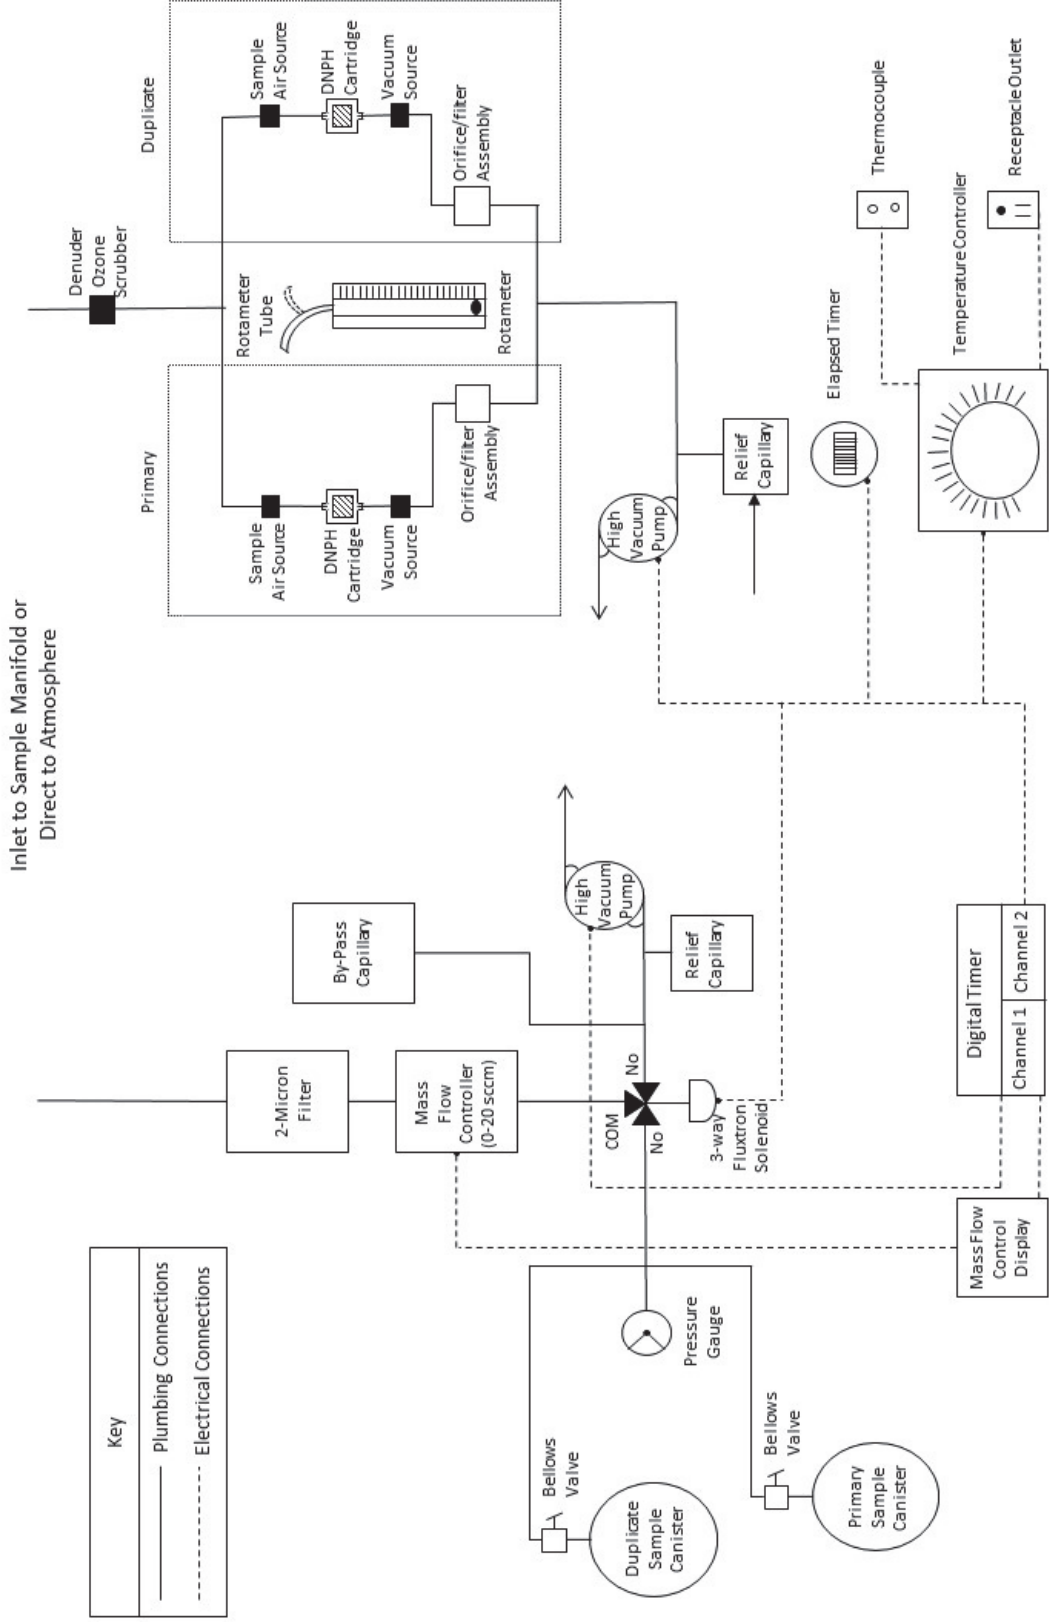 Inlet to Sample Manifold or
Direct to Atmosphere
Key
Plumbing Connections
Electrical Connections
2-Micron
Filter
Mass
Flow
Controller
(0-20 sccm)
By-Pass
Capillary
High
Vacuum
Pump
Relief
Capillary
COM
No
No
3-way
Fluxtron
Solenoid
Pressure
Gauge
Bellows
Valve
Duplicate
Sample
Canister
Bellows
Valve
Primary
Sample
Canister
Mass Flow
Control
Display
Digital Timer
Channel 1
Channel 2
Denuder
Ozone
Scrubber
Primary
Sample
Air Source
DNPH
Cartridge
Vacuum
Source
Orifice/filter
Assembly
Rotameter
Tube
Rotameter
Duplicate
Sample
Air Source
DNPH
Cartridge
Vacuum
Source
Orifice/filter
Assembly
High
Vacuum
Pump
Relief
Capillary
Elapsed Timer
Temperature Controller
Thermocouple
Receptacle Outlet